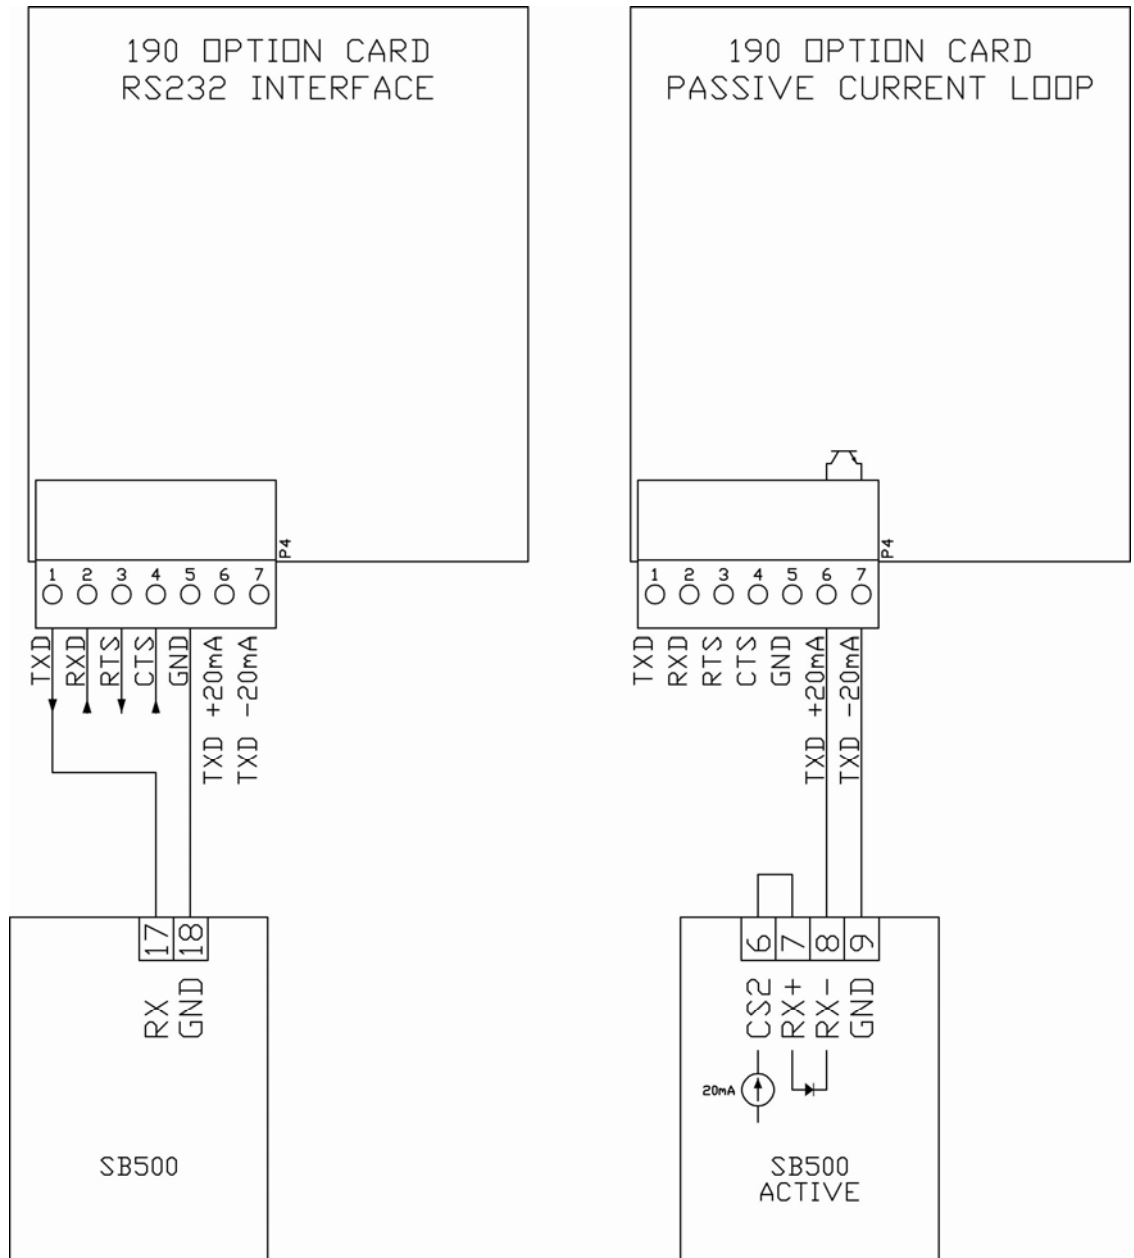 190 OPTION CARD
RS232 INTERFACE
P4
1 2 3 4 5 6 7
TXD
RXD
RTS
CTS
GND
TXD +20mA
TXD -20mA
17 18
RX
GND
SB500
190 OPTION CARD
PASSIVE CURRENT LOOP
P4
1 2 3 4 5 6 7
TXD
RXD
RTS
CTS
GND
TXD +20mA
TXD -20mA
6 7 8 9
CS2
RX+
RX-
GND
20mA
SB500
ACTIVE